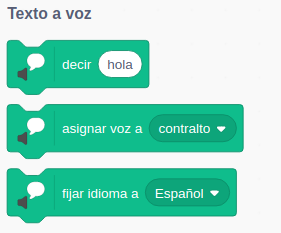 Texto a voz
decir hola
asignar voz a contralto
fijar idioma a Español